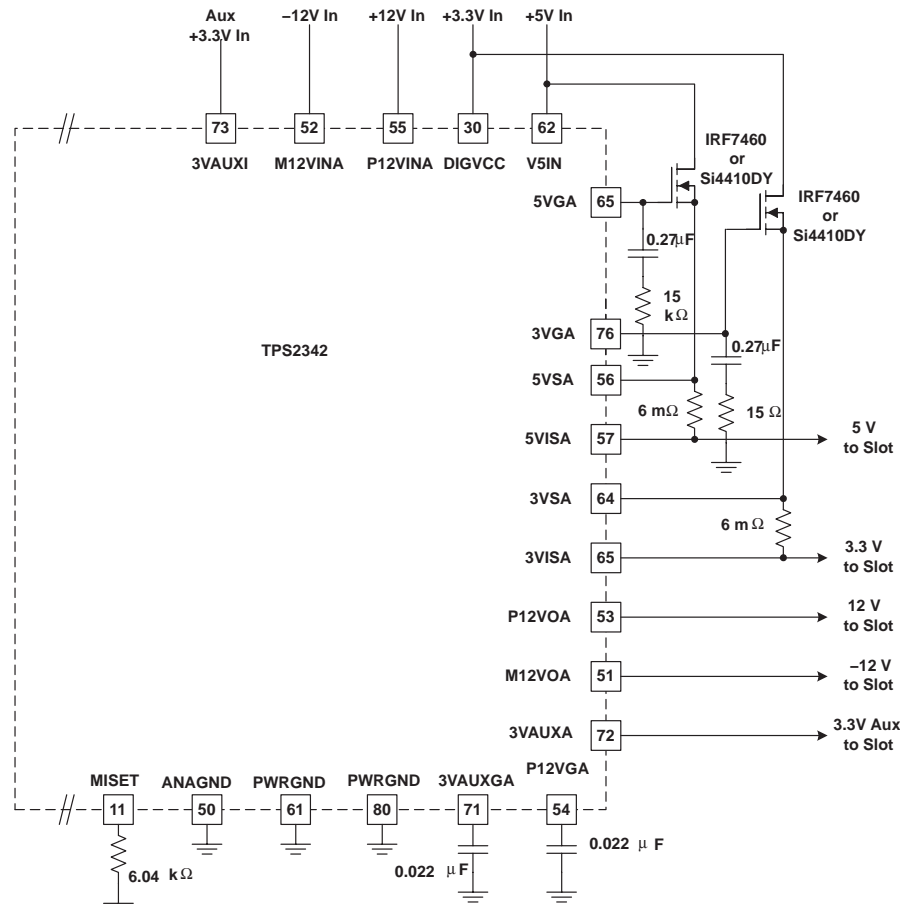 Aux
+3.3V In
–12V In
+12V In
+3.3V In
+5V In
73
52
55
30
62
3VAUXI
M12VINA
P12VINA
DIGVCC
V5IN
IRF7460
or
Si4410DY
IRF7460
or
Si4410DY
5VGA
65
0.27 μF
15
k Ω
3VGA
76
0.27 μF
TPS2342
5VSA
56
6 mΩ
15 Ω
5VISA
57
5 V
to Slot
3VSA
64
6 mΩ
3VISA
65
3.3 V
to Slot
P12VOA
53
12 V
to Slot
M12VOA
51
–12 V
to Slot
3VAUXA
72
3.3V Aux
to Slot
P12VGA
MISET
ANAGND
PWRGND
PWRGND
3VAUXGA
11
50
61
80
71
54
6.04 k Ω
0.022 μ F
0.022 μ F